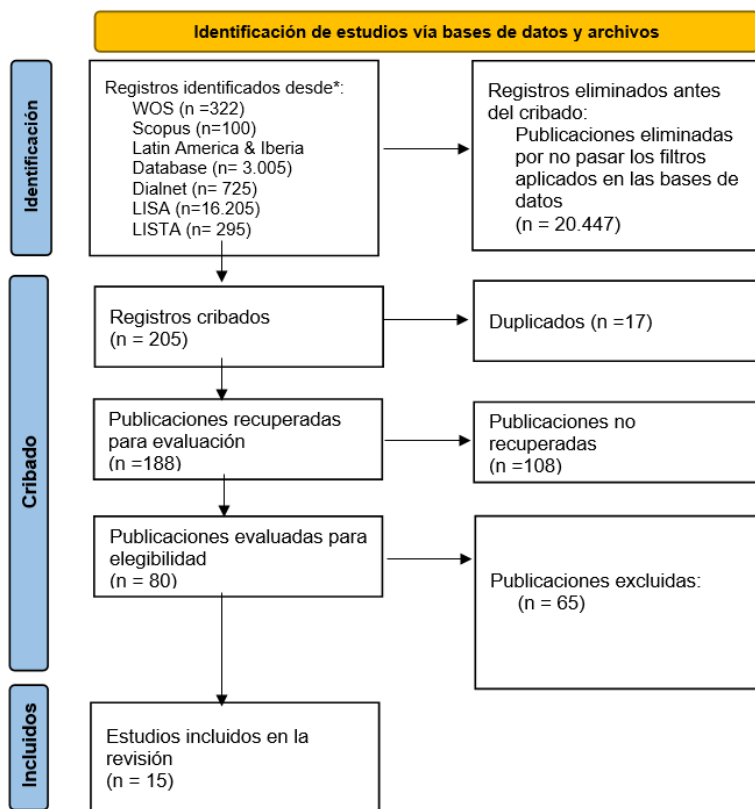 Identificación de estudios vía bases de datos y archivos
Identificación
Registros identificados desde*:
WOS (n =322)
Scopus (n=100)
Latin America & Iberia
Database (n= 3.005)
Dialnet (n= 725)
LISA (n=16.205)
LISTA (n= 295)
Registros eliminados antes
del cribado:
Publicaciones eliminadas
por no pasar los filtros
aplicados en las bases de
datos
(n = 20.447)
Cribado
Registros cribados
(n = 205)
Duplicados (n =17)
Publicaciones recuperadas
para evaluación
(n =188)
Publicaciones no
recuperadas
(n =108)
Publicaciones evaluadas para
elegibilidad
(n = 80)
Publicaciones excluidas:
(n = 65)
Incluidos
Estudios incluidos en la
revisión
(n = 15)